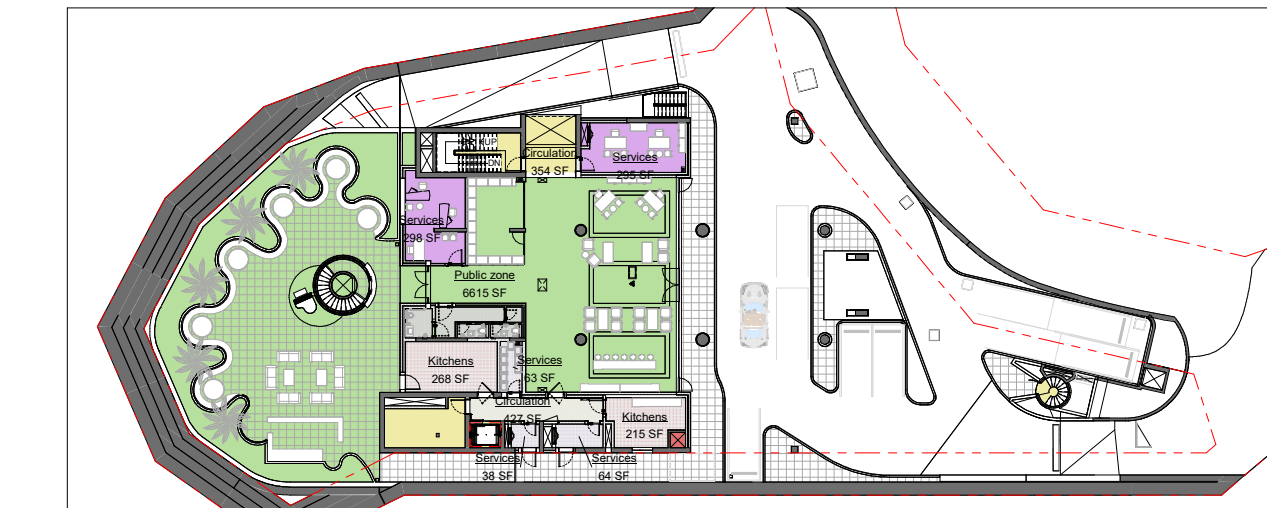 UP
DN
Circulation
354 SF
Services
295 SF
Services
298 SF
Public zone
6615 SF
Kitchens
268 SF
Services
63 SF
Circulation
427 SF
Kitchens
215 SF
Services
38 SF
Services
64 SF